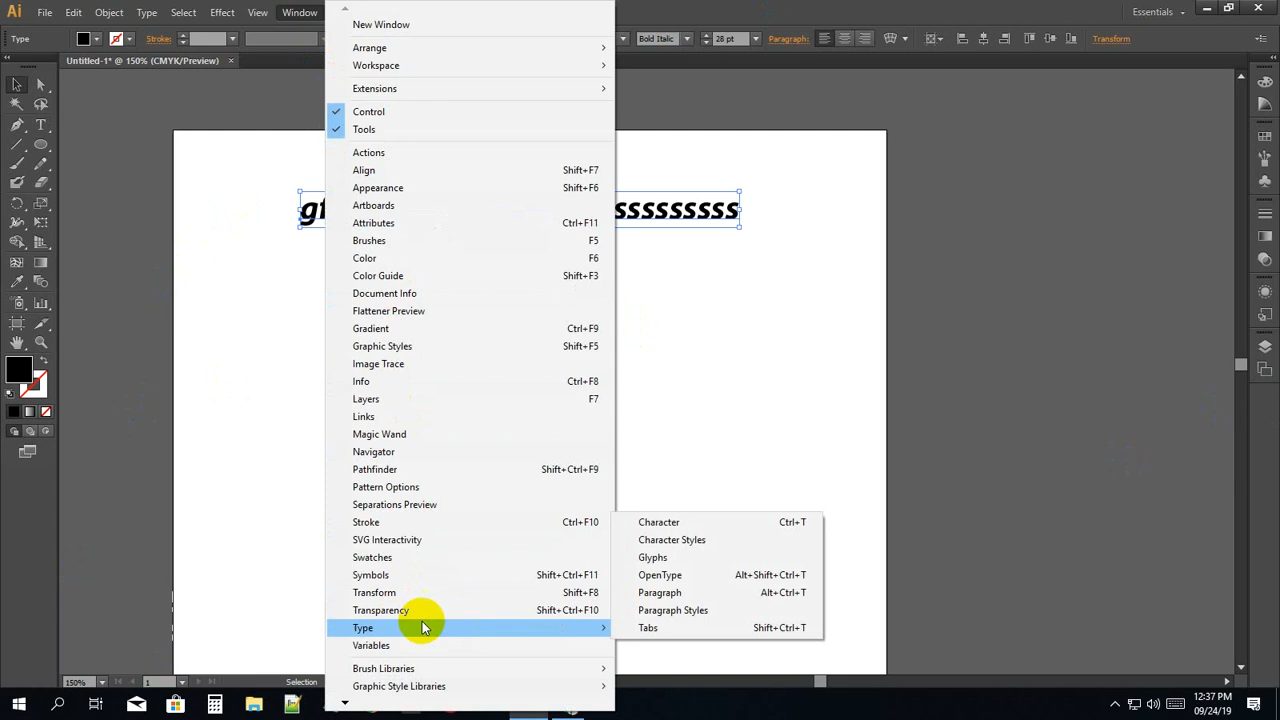 Ai File Edit Object Type Select Effect Window Essentials
Type Stroke: Bold Italic 28 pt Paragraph: Transform
Untitled-1* @ 150% (CMYK/Preview) ×
New Window
Arrange
Workspace
Extensions
Control
Tools
Actions
Align Shift+F7
Appearance Shift+F6
Artboards
Attributes Ctrl+F11
Brushes F5
Color F6
Color Guide Shift+F3
Document Info
Flattener Preview
Gradient Ctrl+F9
Graphic Styles Shift+F5
Image Trace
Info Ctrl+F8
Layers F7
Links
Magic Wand
Navigator
Pathfinder Shift+Ctrl+F9
Pattern Options
Separations Preview
Stroke Ctrl+F10
SVG Interactivity
Swatches
Symbols Shift+Ctrl+F11
Transform Shift+F8
Transparency Shift+Ctrl+F10
Type
Variables
Brush Libraries
Graphic Style Libraries
Character Ctrl+T
Character Styles
Glyphs
OpenType Alt+Shift+Ctrl+T
Paragraph Alt+Ctrl+T
Paragraph Styles
Tabs Shift+Ctrl+T
150% 1 Selection
12:37 PM
09/24/19